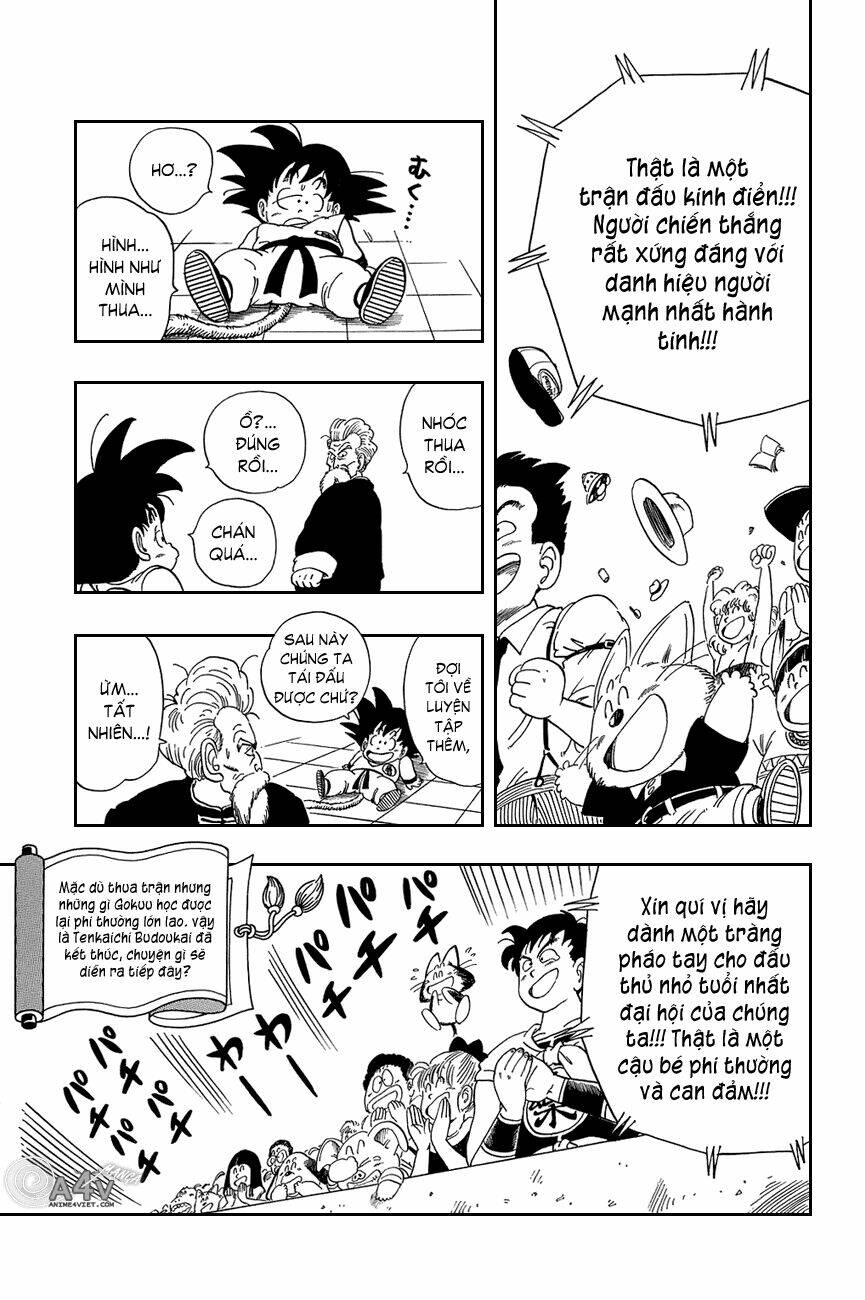 Thật là một
trận đấu kinh điển!!!
Người chiến thắng
rất xứng đáng với
danh hiệu người
mạnh nhất hành
tinh!!!
むく...
HƠ...?
HÌNH...
HÌNH NHƯ
MÌNH
THUA...
NHÓC
THUA
RỒI...
Ồ?...
ĐÚNG
RỒI...
CHÁN
QUÁ...
ĐỢI
TÔI VỀ
LUYỆN
TẬP
THÊM,
SAU NÀY
CHÚNG TA
TÁI ĐẤU
ĐƯỢC CHỨ?
ỪM...
TẤT
NHIÊN...!
Xin quí vị hãy
dành một tràng
pháo tay cho đấu
thủ nhỏ tuổi nhất
đại hội của chúng
ta!!! Thật là một
cậu bé phi thường
và can đảm!!!
パチ
パチ
パチ
わー
わー
パチ
パチ
パチ
パチ
Mặc dù thua trận nhưng
những gì Gokuu học được
lại phi thường lớn lao. vậy
là Tenkaichi Budoukai đã
kết thúc, chuyện gì sẽ
diễn ra tiếp đây?
MANGA
A4V
ANIME4VIET.COM